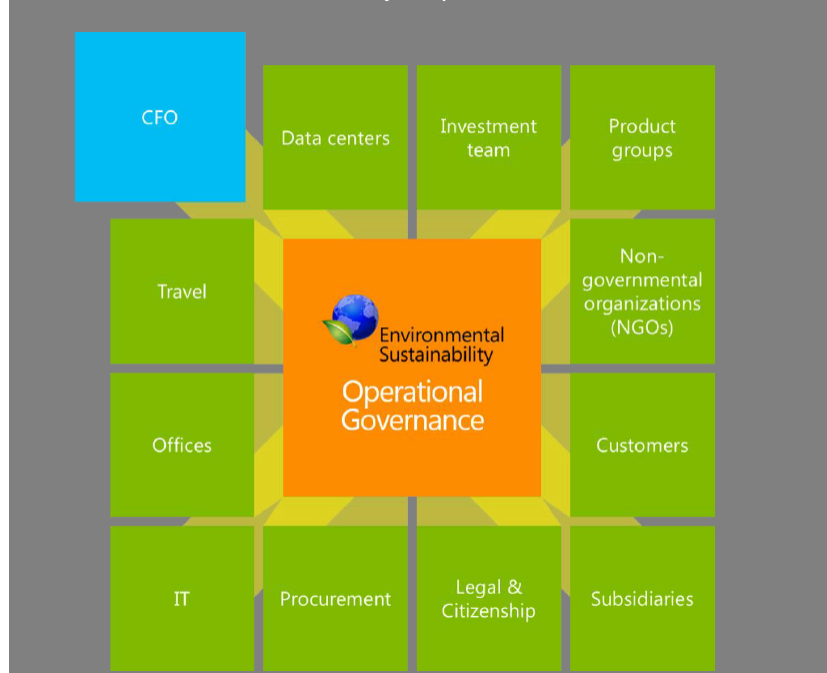 CFO
Data centers
Investment
team
Product
groups
Travel
Non-
governmental
organizations
(NGOs)
Environmental
Sustainability
Operational
Governance
Offices
Customers
IT
Procurement
Legal &
Citizenship
Subsidiaries